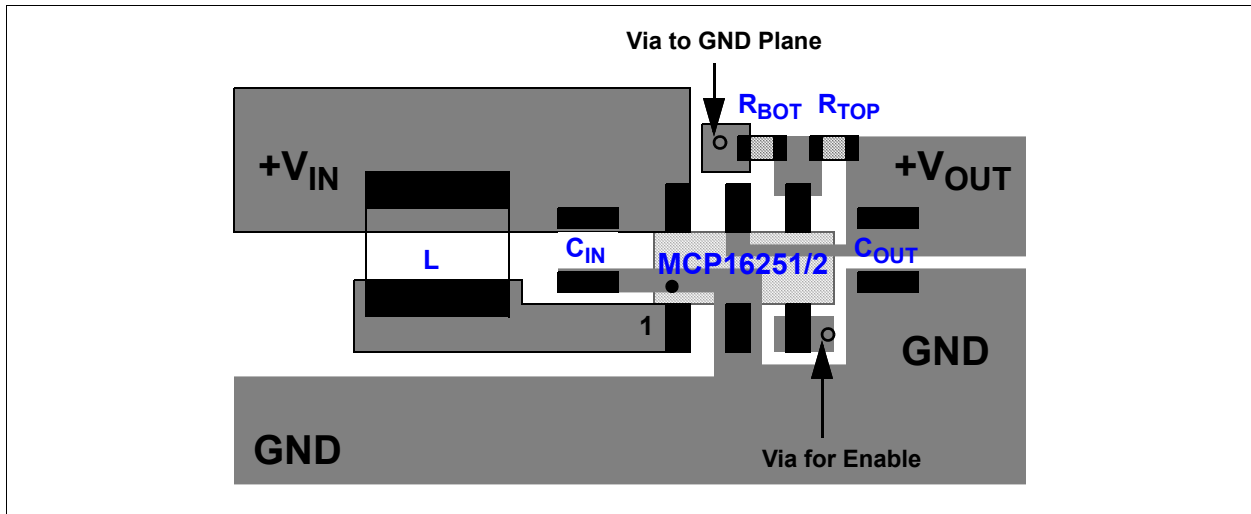 Via to GND Plane
RBOT RTOP
+VIN
+VOUT
L
CIN
MCP16251/2
COUT
1
GND
GND
Via for Enable